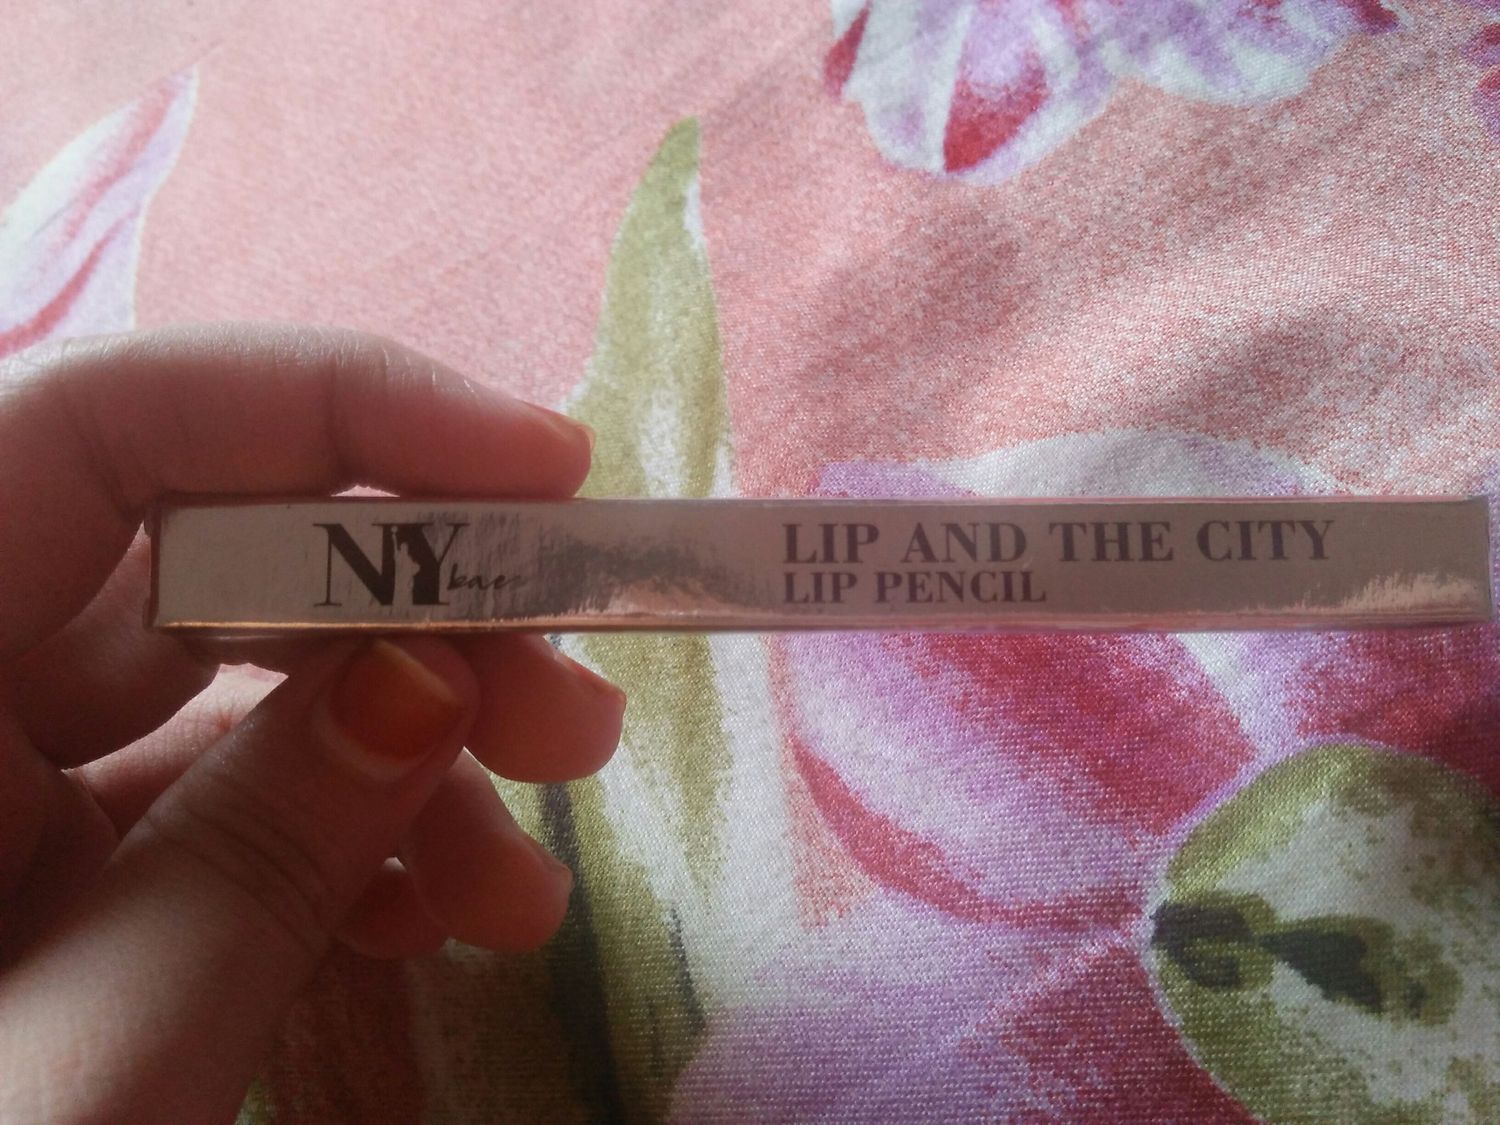 NY bae
LIP AND THE CITY
LIP PENCIL